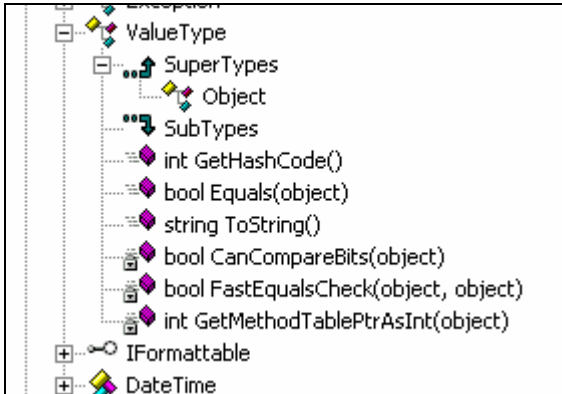 Exception
ValueType
SuperTypes
Object
SubTypes
int GetHashCode()
bool Equals(object)
string ToString()
bool CanCompareBits(object)
bool FastEqualsCheck(object, object)
int GetMethodTablePtrAsInt(object)
IFormattable
DateTime